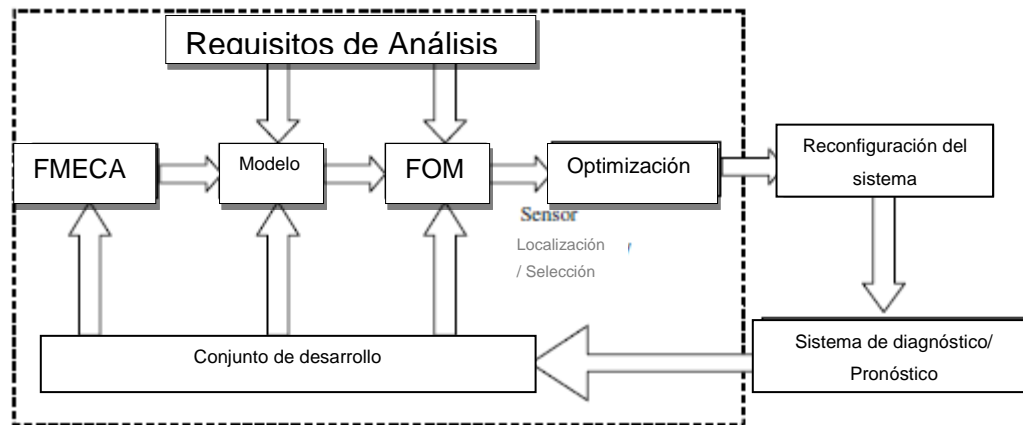 Requisitos de Análisis
FMECA
Modelo
FOM
Optimización
Reconfiguración del
sistema
Sensor
Localización
/ Selección
Conjunto de desarrollo
Sistema de diagnóstico/
Pronóstico